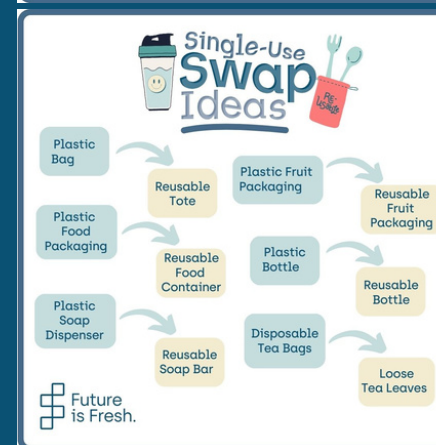 Single-Use
Swap
Ideas
RE-
USABLE
Plastic
Bag
Reusable
Tote
Plastic
Food
Packaging
Reusable
Food
Container
Plastic
Soap
Dispenser
Reusable
Soap Bar
Plastic Fruit
Packaging
Reusable
Fruit
Packaging
Plastic
Bottle
Reusable
Bottle
Disposable
Tea Bags
Loose
Tea Leaves
Future
is Fresh.